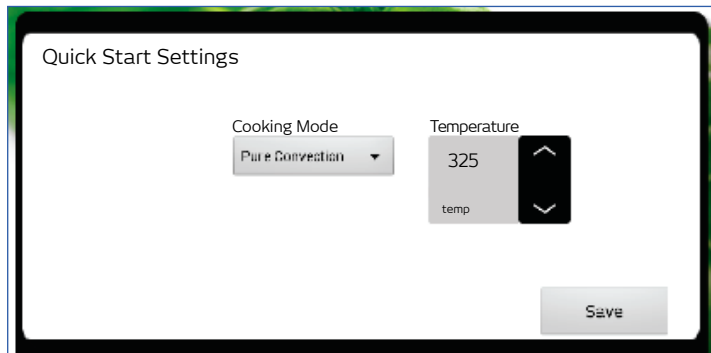 Quick Start Settings
Cooking Mode
Temperature
Pure Convection
325
temp
Save